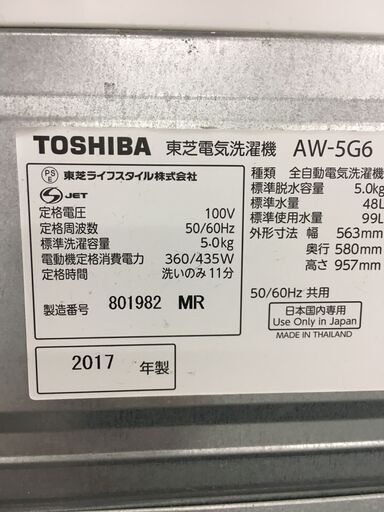 TOSHIBA 東芝電気洗濯機 AW-5G6
PS
E
東芝ライフスタイル株式会社
S JET
定格電圧 100V
定格周波数 50/60Hz
標準洗濯容量 5.0kg
電動機定格消費電力 360/435W
定格時間 洗いのみ 11分
製造番号 801982 MR
2017 年製
種類 全自動電気洗濯機
標準脱水容量 5.0kg
標準水量 48L
標準使用水量 99L
外形寸法 幅 563mm
奥行 580mm
高さ 957mm
50/60Hz 共用
日本国内専用
Use Only in Japan
MADE IN THAILAND